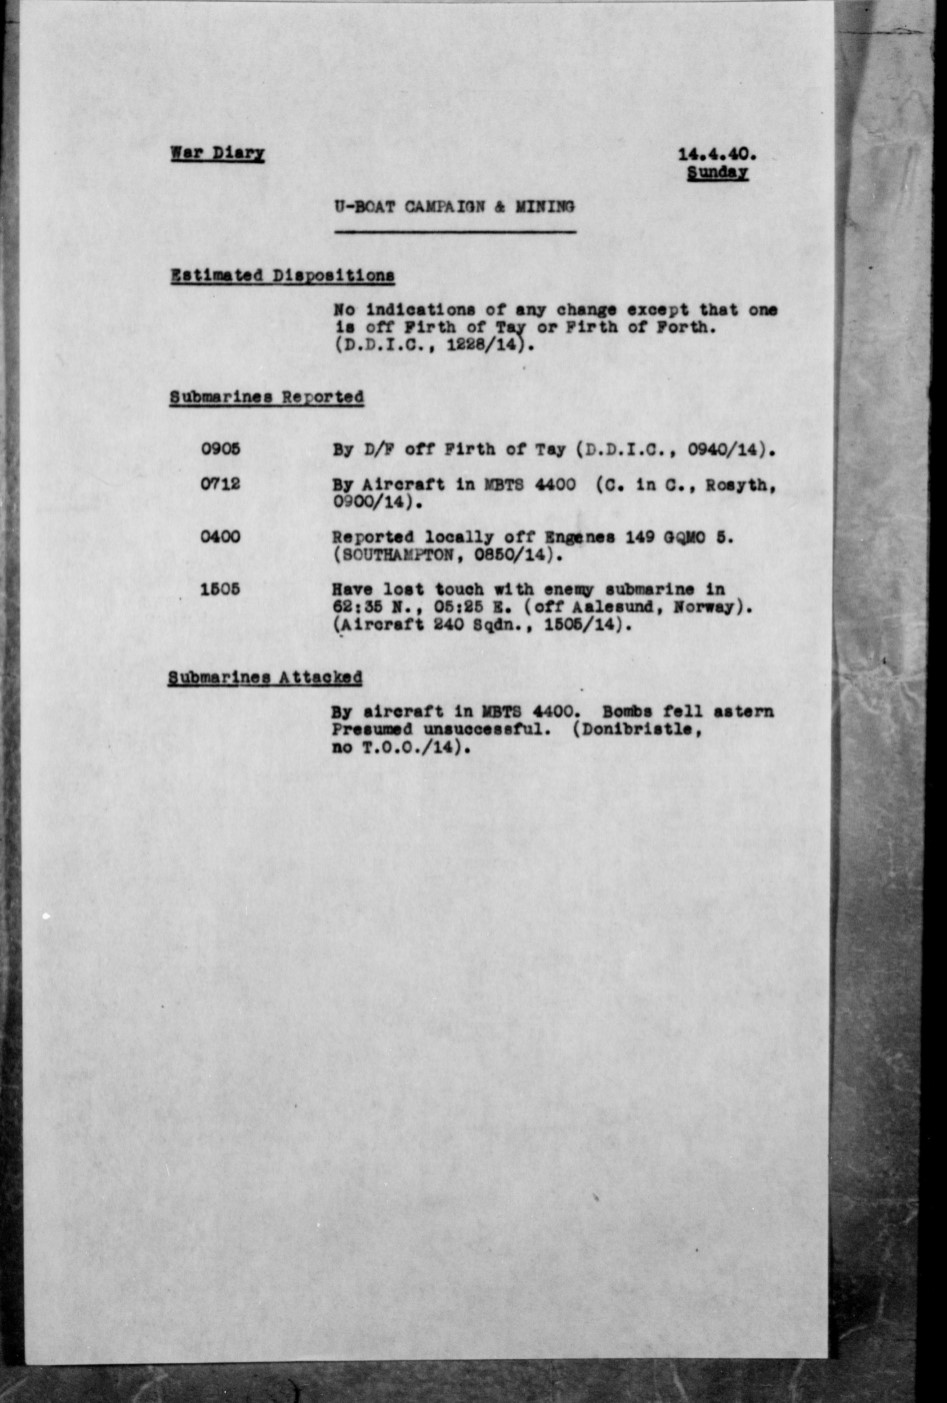 War Diary
14.4.40.
Sunday
U-BOAT CAMPAIGN & MINING
Estimated Dispositions
No indications of any change except that one
is off Firth of Tay or Firth of Forth.
(D.D.I.C., 1228/14).
Submarines Reported
0905 By D/F off Firth of Tay (D.D.I.C., 0940/14).
0712 By Aircraft in MBTS 4400 (C. in C., Rosyth,
0900/14).
0400 Reported locally off Engenes 149 GQMO 5.
(SOUTHAMPTON, 0850/14).
1505 Have lost touch with enemy submarine in
62:35 N., 05:25 E. (off Aalesund, Norway).
(Aircraft 240 Sqdn., 1505/14).
Submarines Attacked
By aircraft in MBTS 4400. Bombs fell astern
Presumed unsuccessful. (Donibristle,
no T.O.O./14).